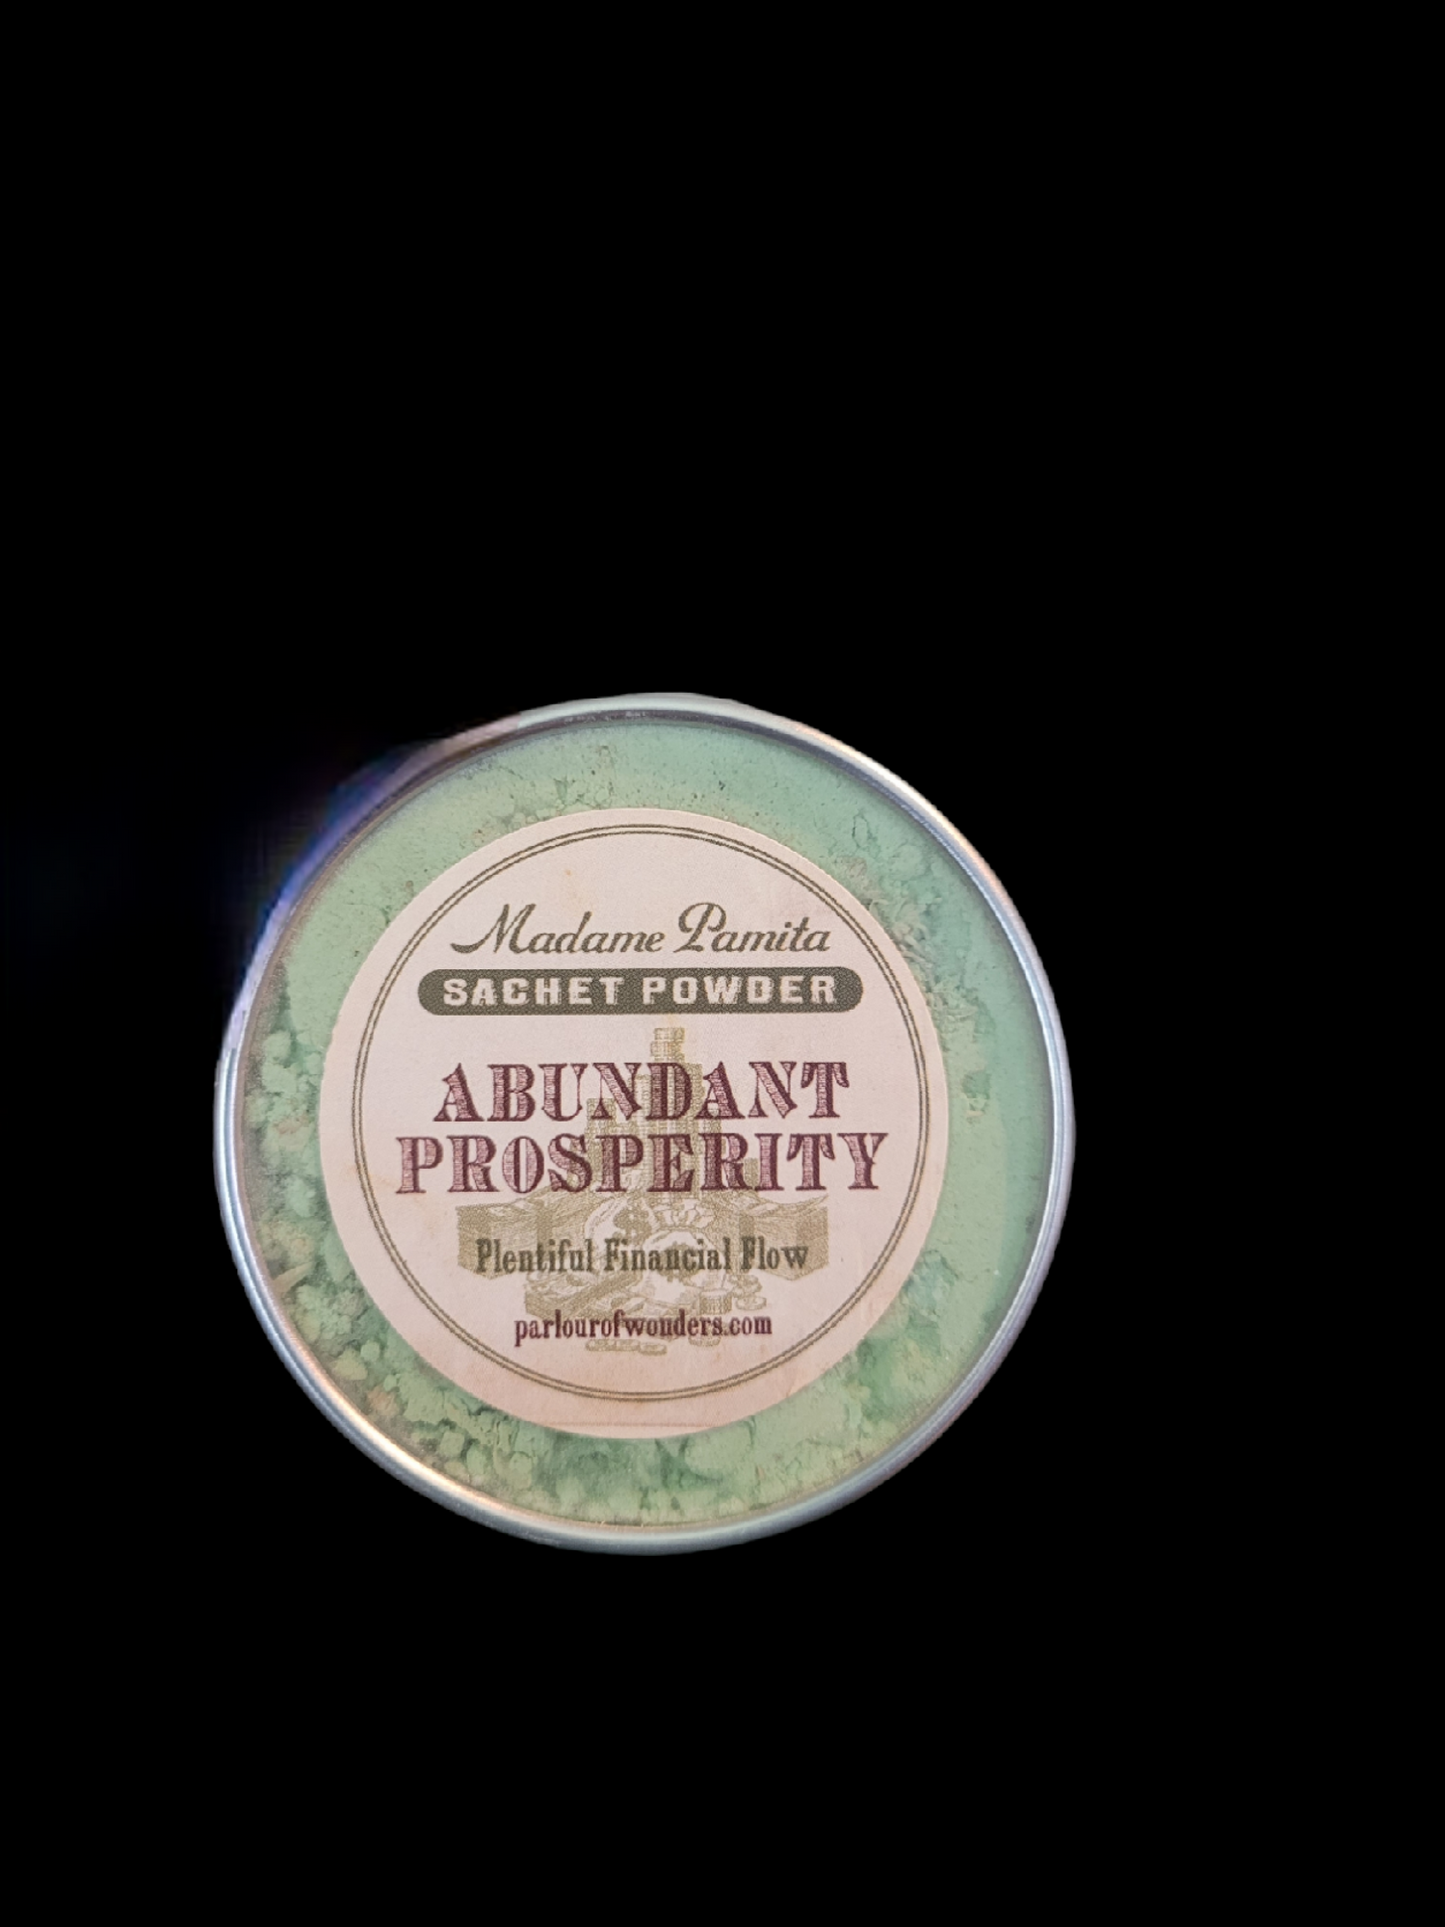 Madame Pamita
SACHET POWDER
ABUNDANT
PROSPERITY
Plentiful Financial Flow
parlourofwonders.com